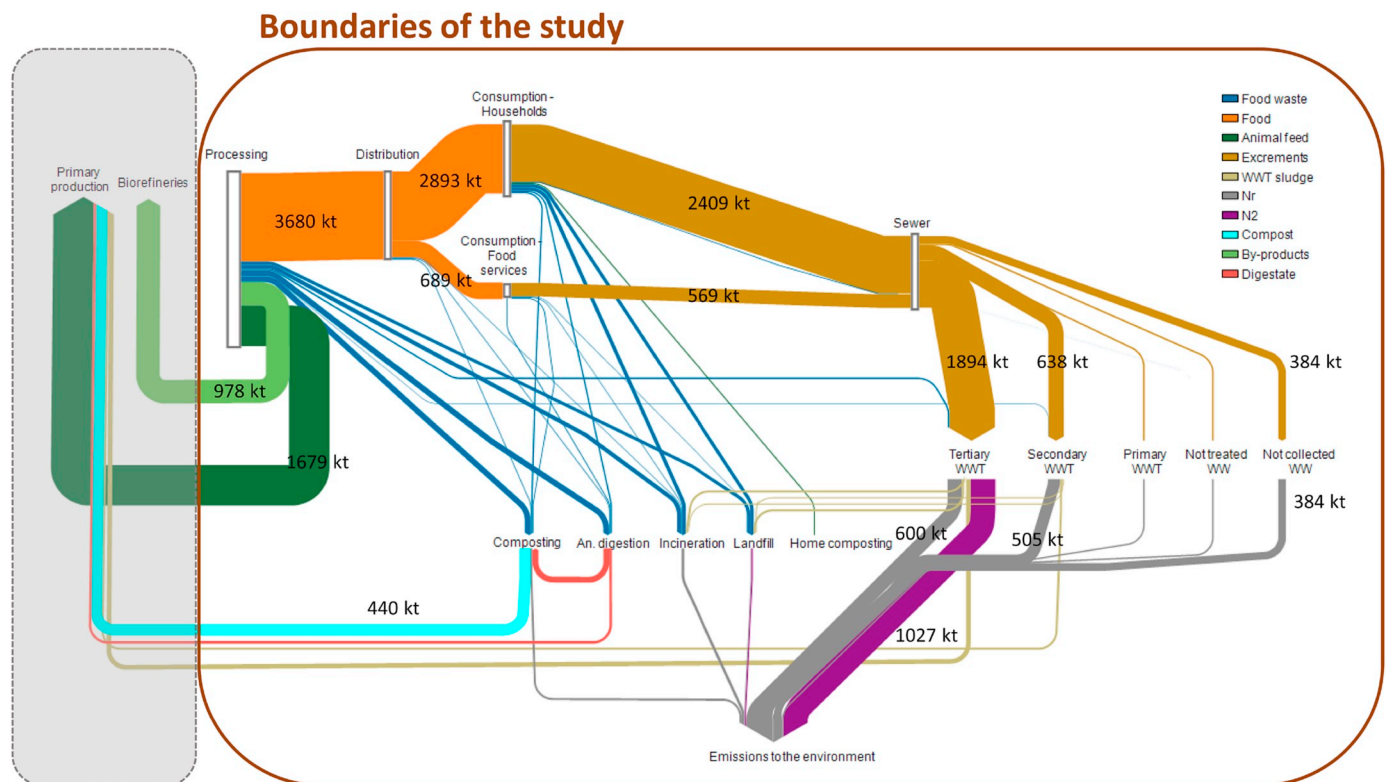 Boundaries of the study
Consumption -
Households
Food waste
Food
Animal feed
Excrements
WWT sludge
Nr
N2
Compost
By-products
Digestate
Processing
Distribution
Primary
production
Biorefineries
2893 kt
2409 kt
3680 kt
Sewer
Consumption -
Food
services
689 kt
569 kt
1894 kt
638 kt
384 kt
978 kt
1679 kt
Tertiary
WWT
Secondary
WWT
Primary
WWT
Not treated
WW
Not collected
WW
384 kt
600 kt
505 kt
Composting
An. digestion
Incineration
Landfill
Home composting
440 kt
1027 kt
Emissions to the environment